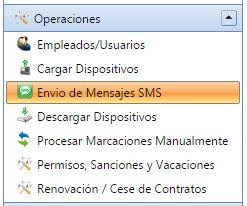 Operaciones
Empleados/Usuarios
Cargar Dispositivos
Envio de Mensajes SMS
Descargar Dispositivos
Procesar Marcaciones Manualmente
Permisos, Sanciones y Vacaciones
Renovación / Cese de Contratos